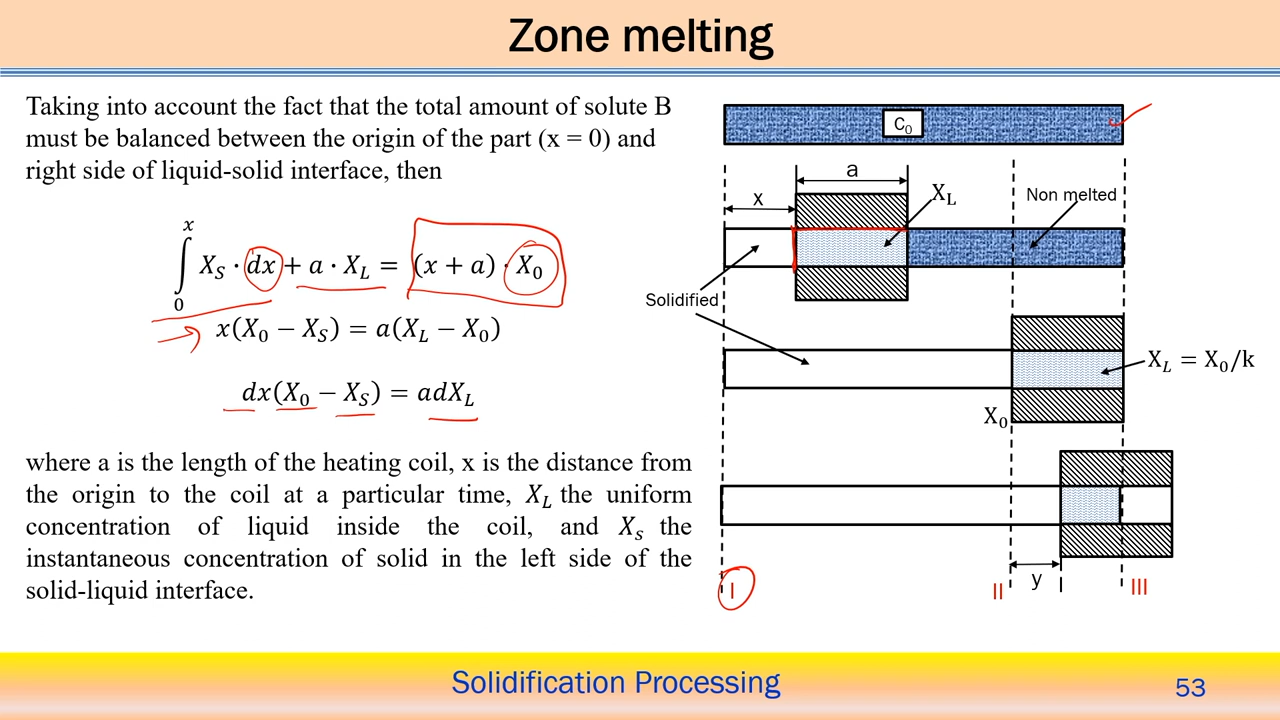 Zone melting
Taking into account the fact that the total amount of solute B
must be balanced between the origin of the part (x = 0) and
right side of liquid-solid interface, then
∫₀ˣ X_S · dx + a · X_L = (x + a) · X_0
x(X_0 − X_S) = a(X_L − X_0)
dx(X_0 − X_S) = adX_L
where a is the length of the heating coil, x is the distance from
the origin to the coil at a particular time, X_L the uniform
concentration of liquid inside the coil, and X_s the
instantaneous concentration of solid in the left side of the
solid-liquid interface.
C_0
a
x
X_L
Non melted
Solidified
X_L = X_0/k
X_0
y
I
II
III
Solidification Processing
53